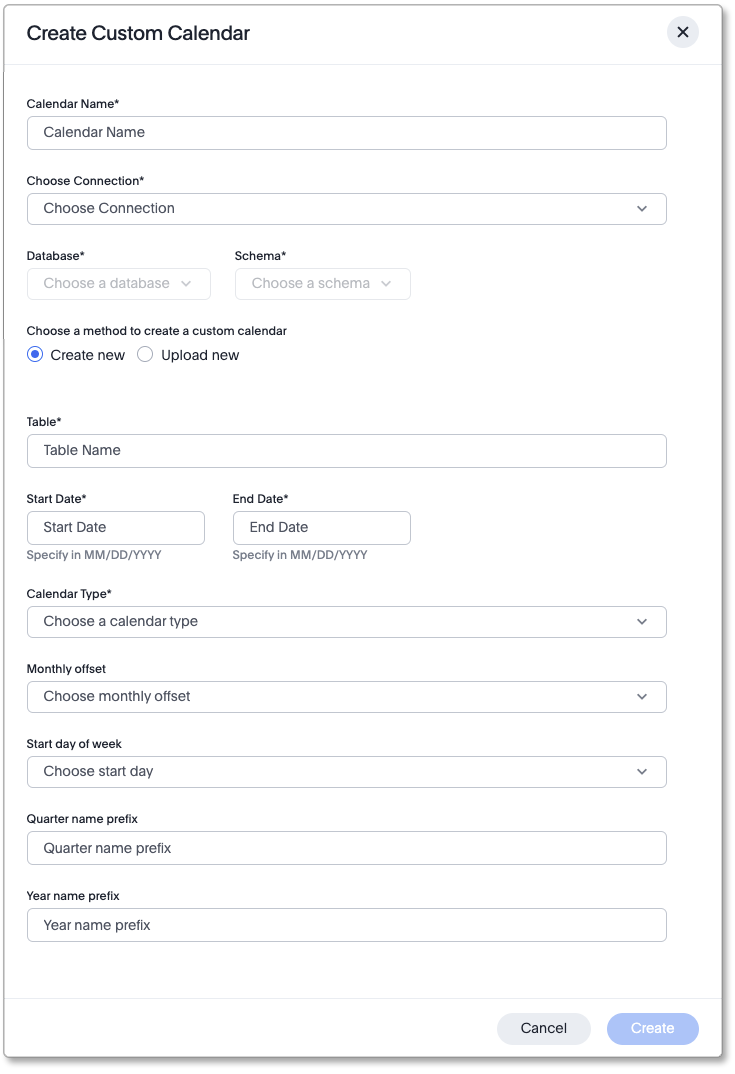 Create Custom Calendar
Calendar Name*
Calendar Name
Choose Connection*
Choose Connection
Database* Schema*
Choose a database Choose a schema
Choose a method to create a custom calendar
Create new Upload new
Table*
Table Name
Start Date* End Date*
Start Date End Date
Specify in MM/DD/YYYY Specify in MM/DD/YYYY
Calendar Type*
Choose a calendar type
Monthly offset
Choose monthly offset
Start day of week
Choose start day
Quarter name prefix
Quarter name prefix
Year name prefix
Year name prefix
Cancel Create